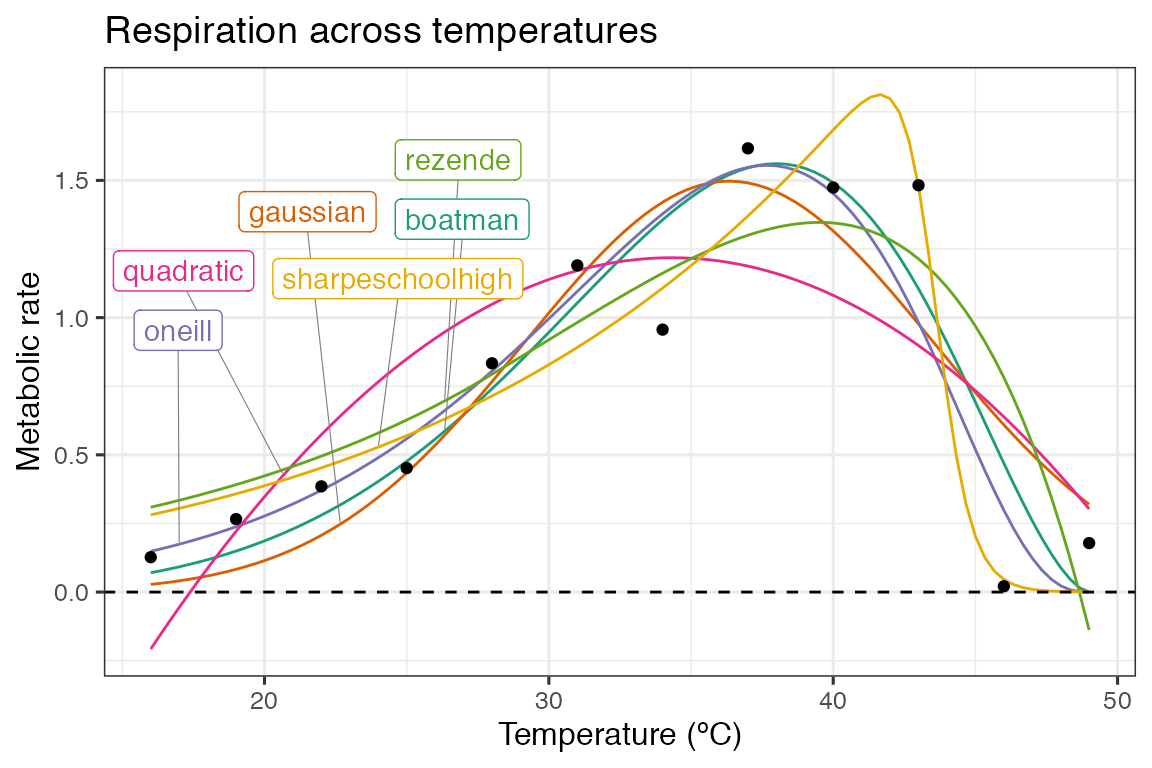 Respiration across temperatures
rezende
gaussian
boatman
quadratic
sharpeschoolhigh
oneill
Metabolic rate
1.5
1.0
0.5
0.0
20
30
40
50
Temperature (ºC)